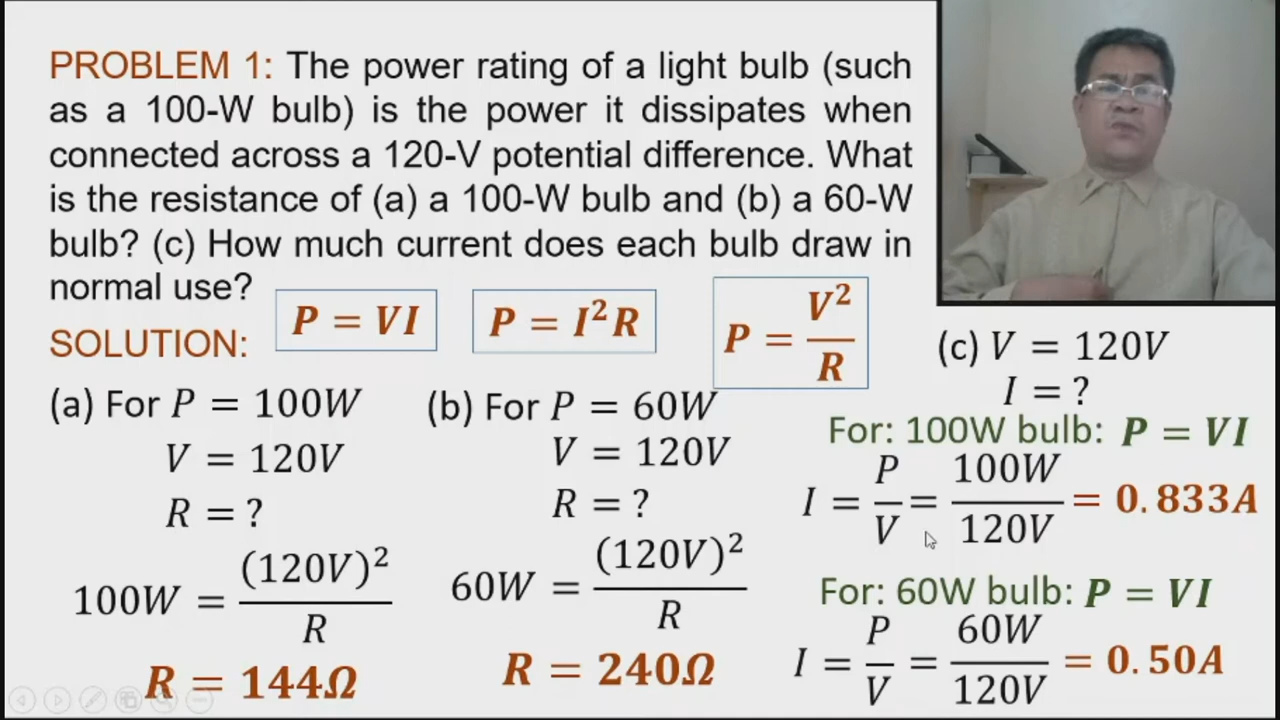 PROBLEM 1: The power rating of a light bulb (such
as a 100-W bulb) is the power it dissipates when
connected across a 120-V potential difference. What
is the resistance of (a) a 100-W bulb and (b) a 60-W
bulb? (c) How much current does each bulb draw in
normal use?
SOLUTION:
P = VI
P = I²R
P = V²/R
(a) For P = 100W
V = 120V
R = ?
100W = (120V)²/R
R = 144Ω
(b) For P = 60W
V = 120V
R = ?
60W = (120V)²/R
R = 240Ω
(c) V = 120V
I = ?
For: 100W bulb: P = VI
I = P/V = 100W/120V = 0.833A
For: 60W bulb: P = VI
I = P/V = 60W/120V = 0.50A